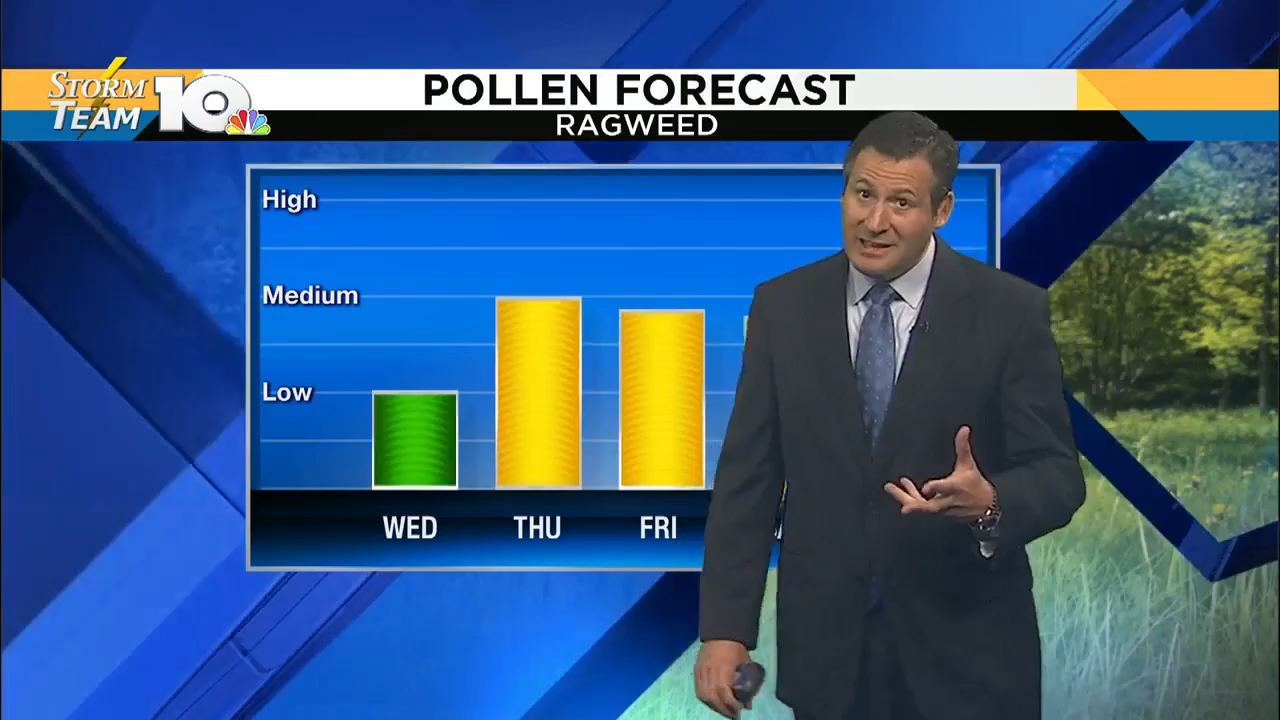 STORM
TEAM 10
POLLEN FORECAST
RAGWEED
High
Medium
Low
WED THU FRI